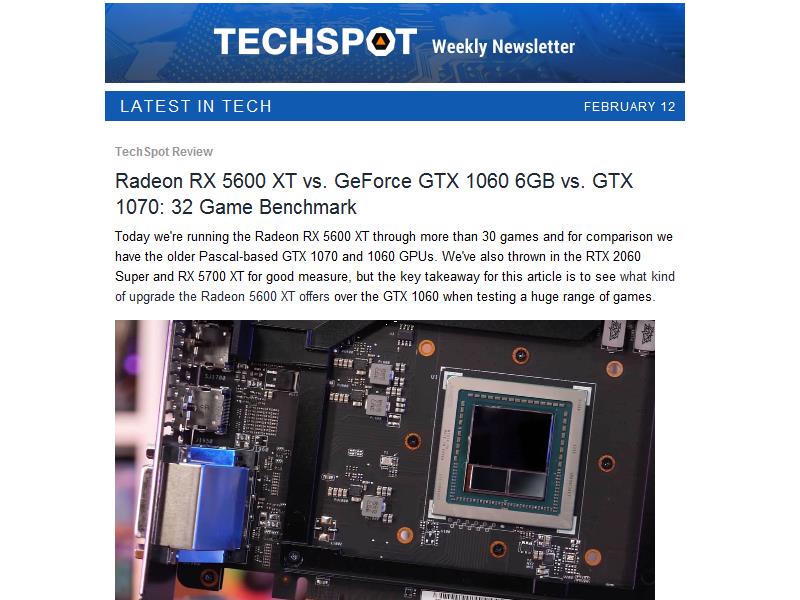 TECHSPOT Weekly Newsletter
LATEST IN TECH FEBRUARY 12
TechSpot Review
Radeon RX 5600 XT vs. GeForce GTX 1060 6GB vs. GTX
1070: 32 Game Benchmark
Today we're running the Radeon RX 5600 XT through more than 30 games and for comparison we
have the older Pascal-based GTX 1070 and 1060 GPUs. We've also thrown in the RTX 2060
Super and RX 5700 XT for good measure, but the key takeaway for this article is to see what kind
of upgrade the Radeon 5600 XT offers over the GTX 1060 when testing a huge range of games.